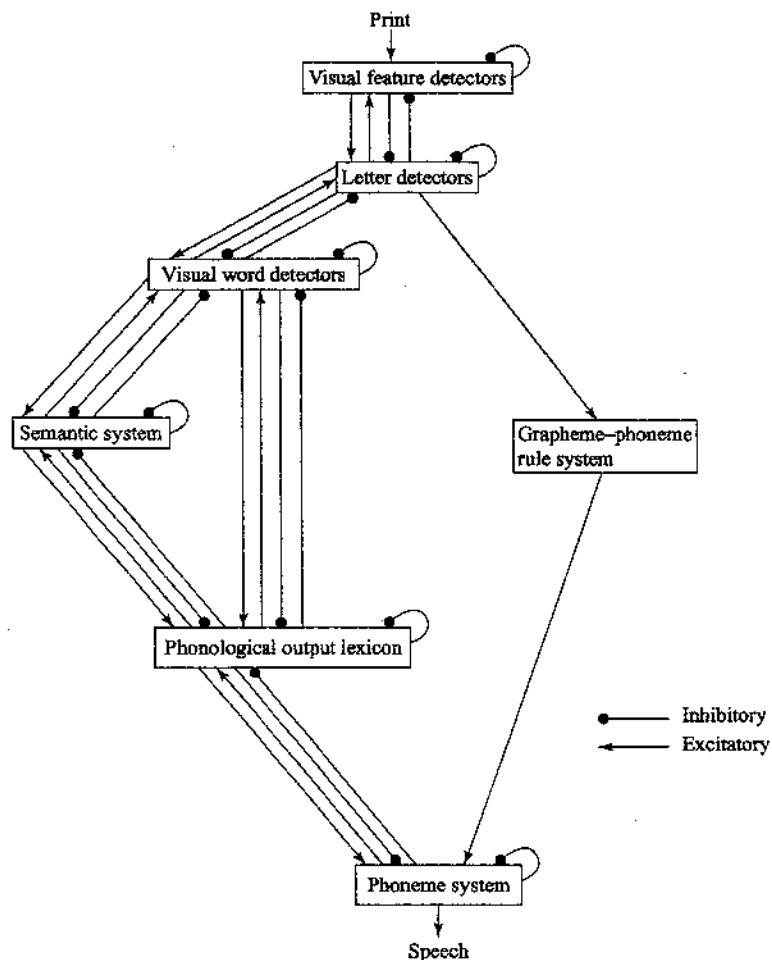 Print
Visual feature detectors
Letter detectors
Visual word detectors
Semantic system
Grapheme–phoneme
rule system
Phonological output lexicon
Inhibitory
Excitatory
Phoneme system
Speech